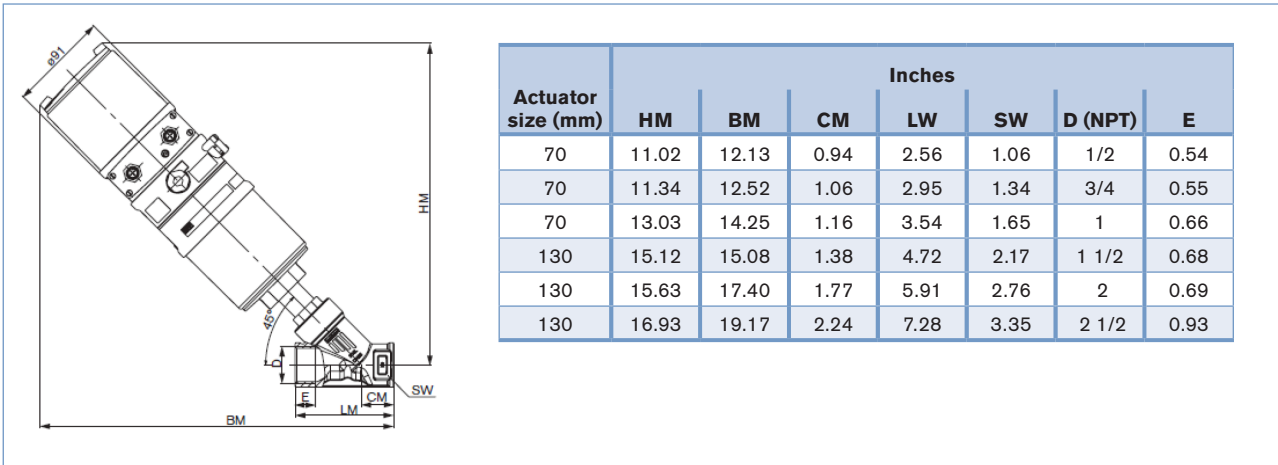 ø91
HM
45°
D
E
CM
SW
LM
BM
Inches
Actuator size (mm) HM BM CM LW SW D (NPT) E
70 11.02 12.13 0.94 2.56 1.06 1/2 0.54
70 11.34 12.52 1.06 2.95 1.34 3/4 0.55
70 13.03 14.25 1.16 3.54 1.65 1 0.66
130 15.12 15.08 1.38 4.72 2.17 1 1/2 0.68
130 15.63 17.40 1.77 5.91 2.76 2 0.69
130 16.93 19.17 2.24 7.28 3.35 2 1/2 0.93